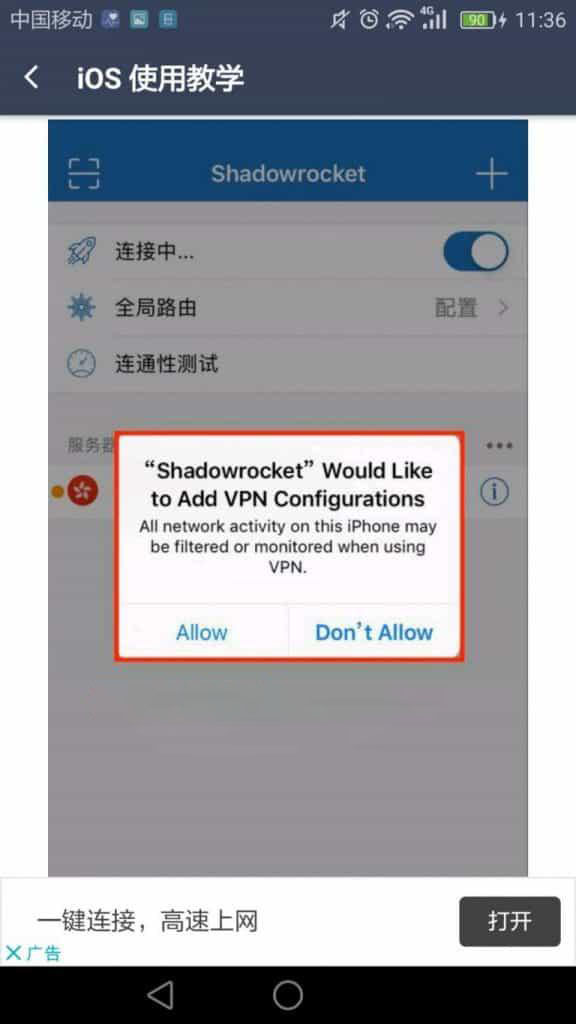 中国移动 4G 90 11:36
iOS 使用教学
Shadowrocket
连接中...
全局路由 配置
连通性测试
服务器
“Shadowrocket” Would Like
to Add VPN Configurations
All network activity on this iPhone may
be filtered or monitored when using
VPN.
Allow Don’t Allow
一键连接，高速上网 打开
广告